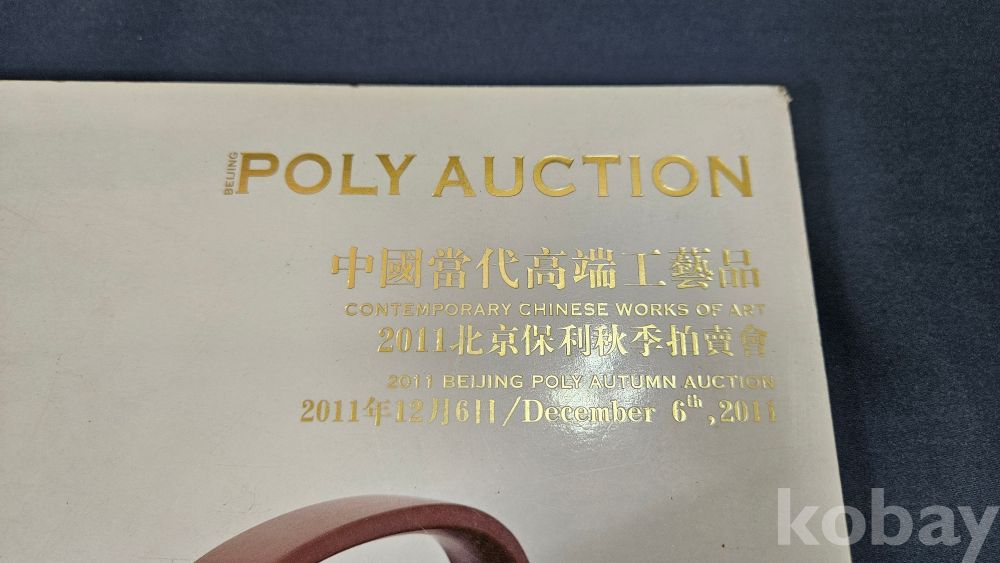 BEIJING POLY AUCTION
中國當代高端工藝品
CONTEMPORARY CHINESE WORKS OF ART
2011北京保利秋季拍賣會
2011 BEIJING POLY AUTUMN AUCTION
2011年12月6日/December 6th,2011
kobay